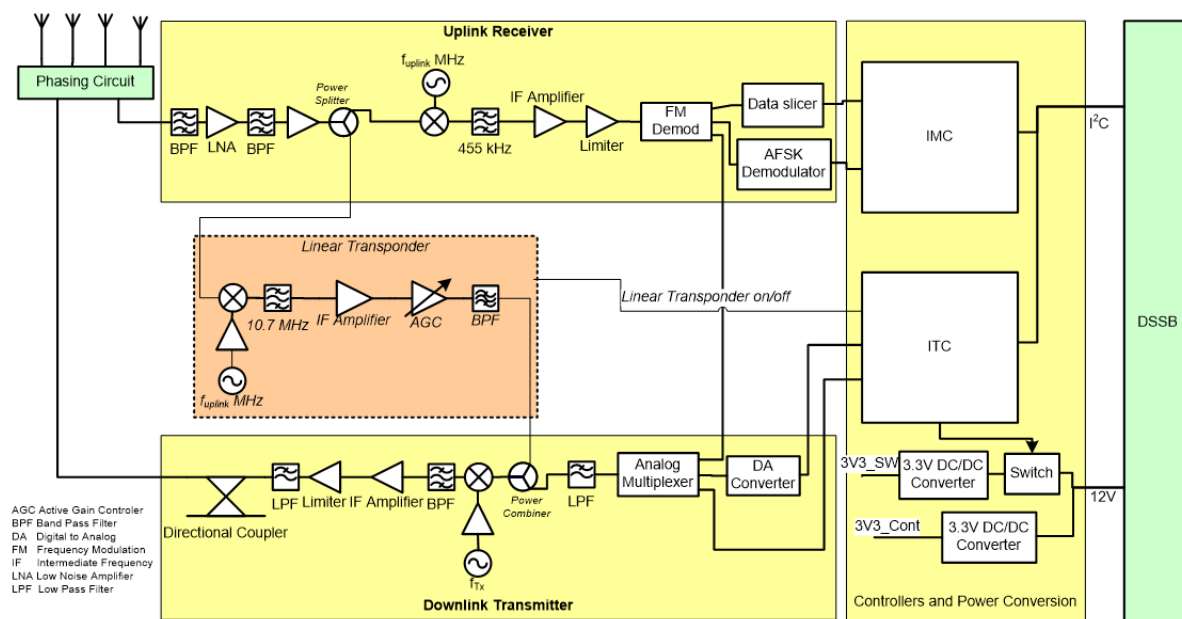 Phasing Circuit
Uplink Receiver
f_uplink MHz
Power
Splitter
BPF
LNA
BPF
455 kHz
IF Amplifier
Limiter
FM
Demod
Data slicer
AFSK
Demodulator
IMC
I²C
Linear Transponder
10.7 MHz
IF Amplifier
AGC
BPF
f_uplink MHz
Linear Transponder on/off
ITC
DSSB
Directional Coupler
LPF
Limiter
IF Amplifier
BPF
Power
Combiner
LPF
Analog
Multiplexer
DA
Converter
f_Tx
Downlink Transmitter
3V3_SW
3.3V DC/DC
Converter
Switch
12V
3V3_Cont
3.3V DC/DC
Converter
Controllers and Power Conversion
AGC Active Gain Controler
BPF Band Pass Filter
DA Digital to Analog
FM Frequency Modulation
IF Intermediate Frequency
LNA Low Noise Amplifier
LPF Low Pass Filter